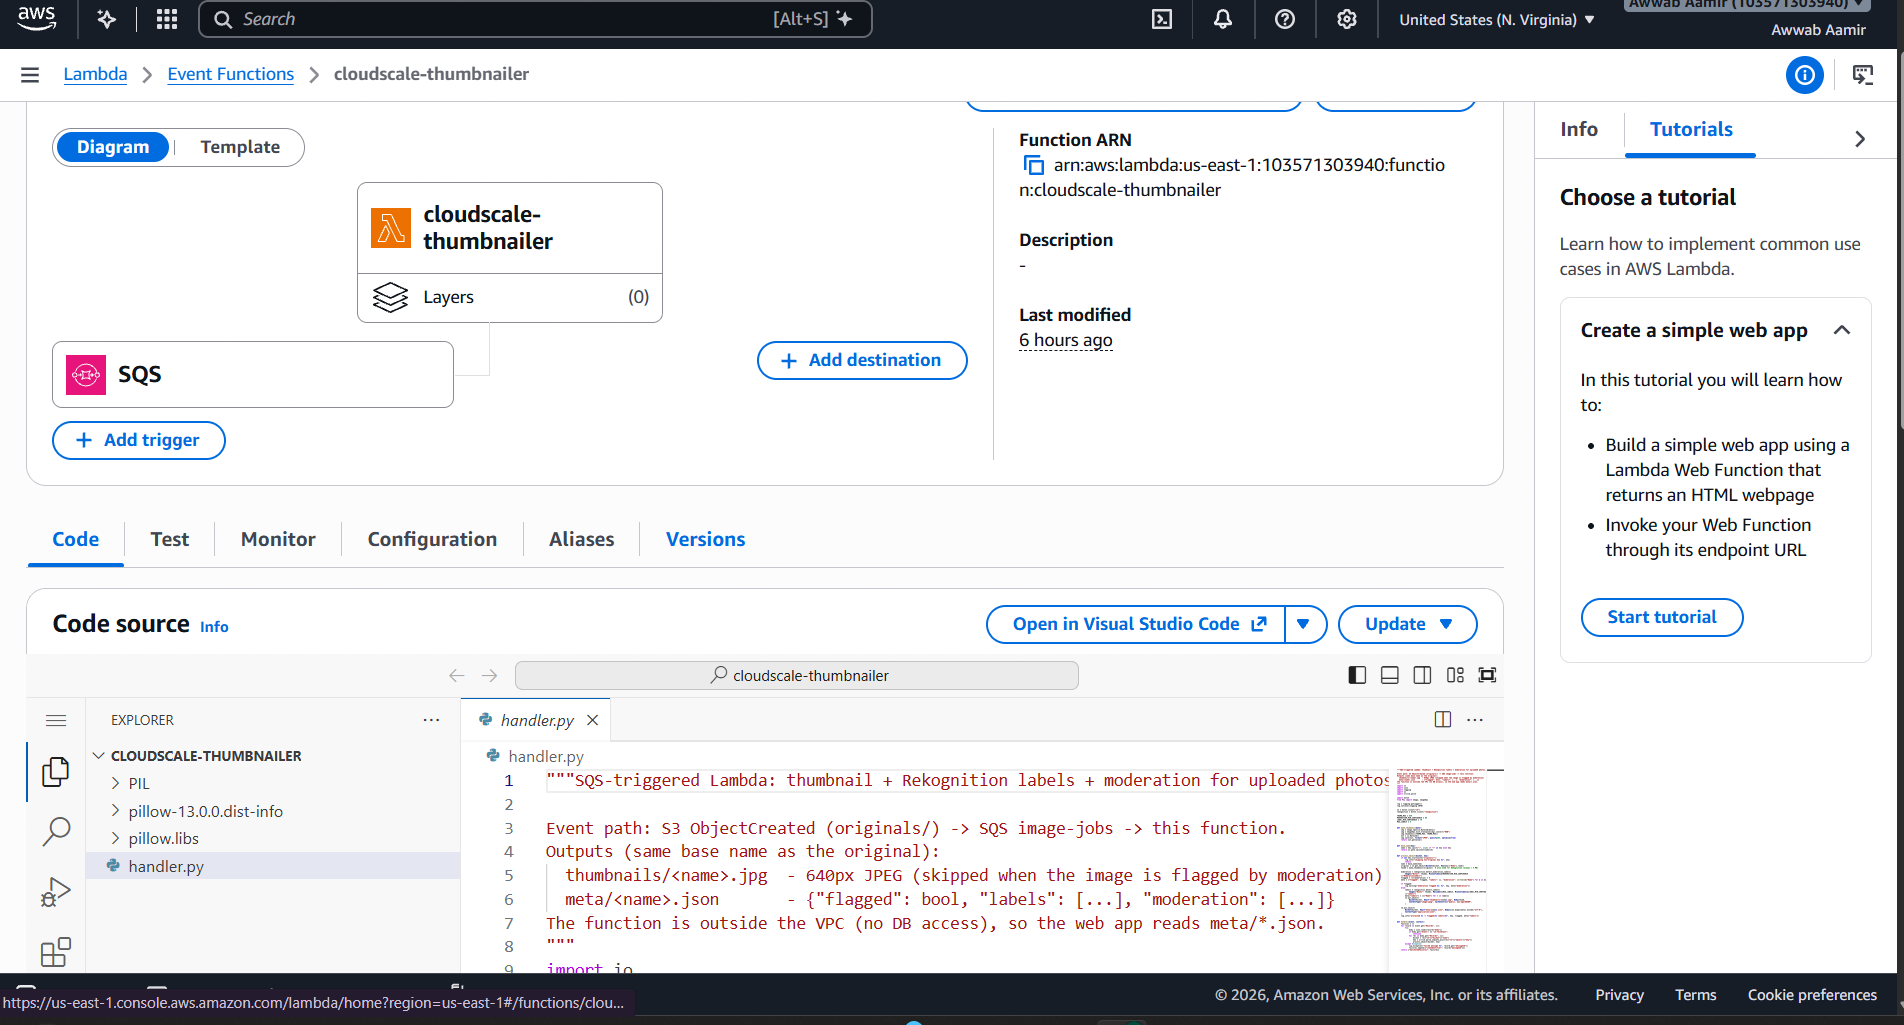 aws
Search [Alt+S]
United States (N. Virginia)
Awwab Aamir (103571303940)
Awwab Aamir
Lambda
Event Functions
cloudscale-thumbnailer
Diagram
Template
cloudscale-
thumbnailer
Layers (0)
SQS
Add trigger
Add destination
Function ARN
arn:aws:lambda:us-east-1:103571303940:functio
n:cloudscale-thumbnailer
Description
-
Last modified
6 hours ago
Info
Tutorials
Choose a tutorial
Learn how to implement common use
cases in AWS Lambda.
Create a simple web app
In this tutorial you will learn how
to:
Build a simple web app using a
Lambda Web Function that
returns an HTML webpage
Invoke your Web Function
through its endpoint URL
Start tutorial
Code
Test
Monitor
Configuration
Aliases
Versions
Code source Info
Open in Visual Studio Code
Update
cloudscale-thumbnailer
EXPLORER
CLOUDSCALE-THUMBNAILER
PIL
pillow-13.0.0.dist-info
pillow.libs
handler.py
handler.py
handler.py
1 """SQS-triggered Lambda: thumbnail + Rekognition labels + moderation for uploaded photos
2
3 Event path: S3 ObjectCreated (originals/) -> SQS image-jobs -> this function.
4 Outputs (same base name as the original):
5 thumbnails/<name>.jpg - 640px JPEG (skipped when the image is flagged by moderation)
6 meta/<name>.json - {"flagged": bool, "labels": [...], "moderation": [...]}
7 The function is outside the VPC (no DB access), so the web app reads meta/*.json.
8 """
9 import io
https://us-east-1.console.aws.amazon.com/lambda/home?region=us-east-1#/functions/clou...
© 2026, Amazon Web Services, Inc. or its affiliates.
Privacy
Terms
Cookie preferences